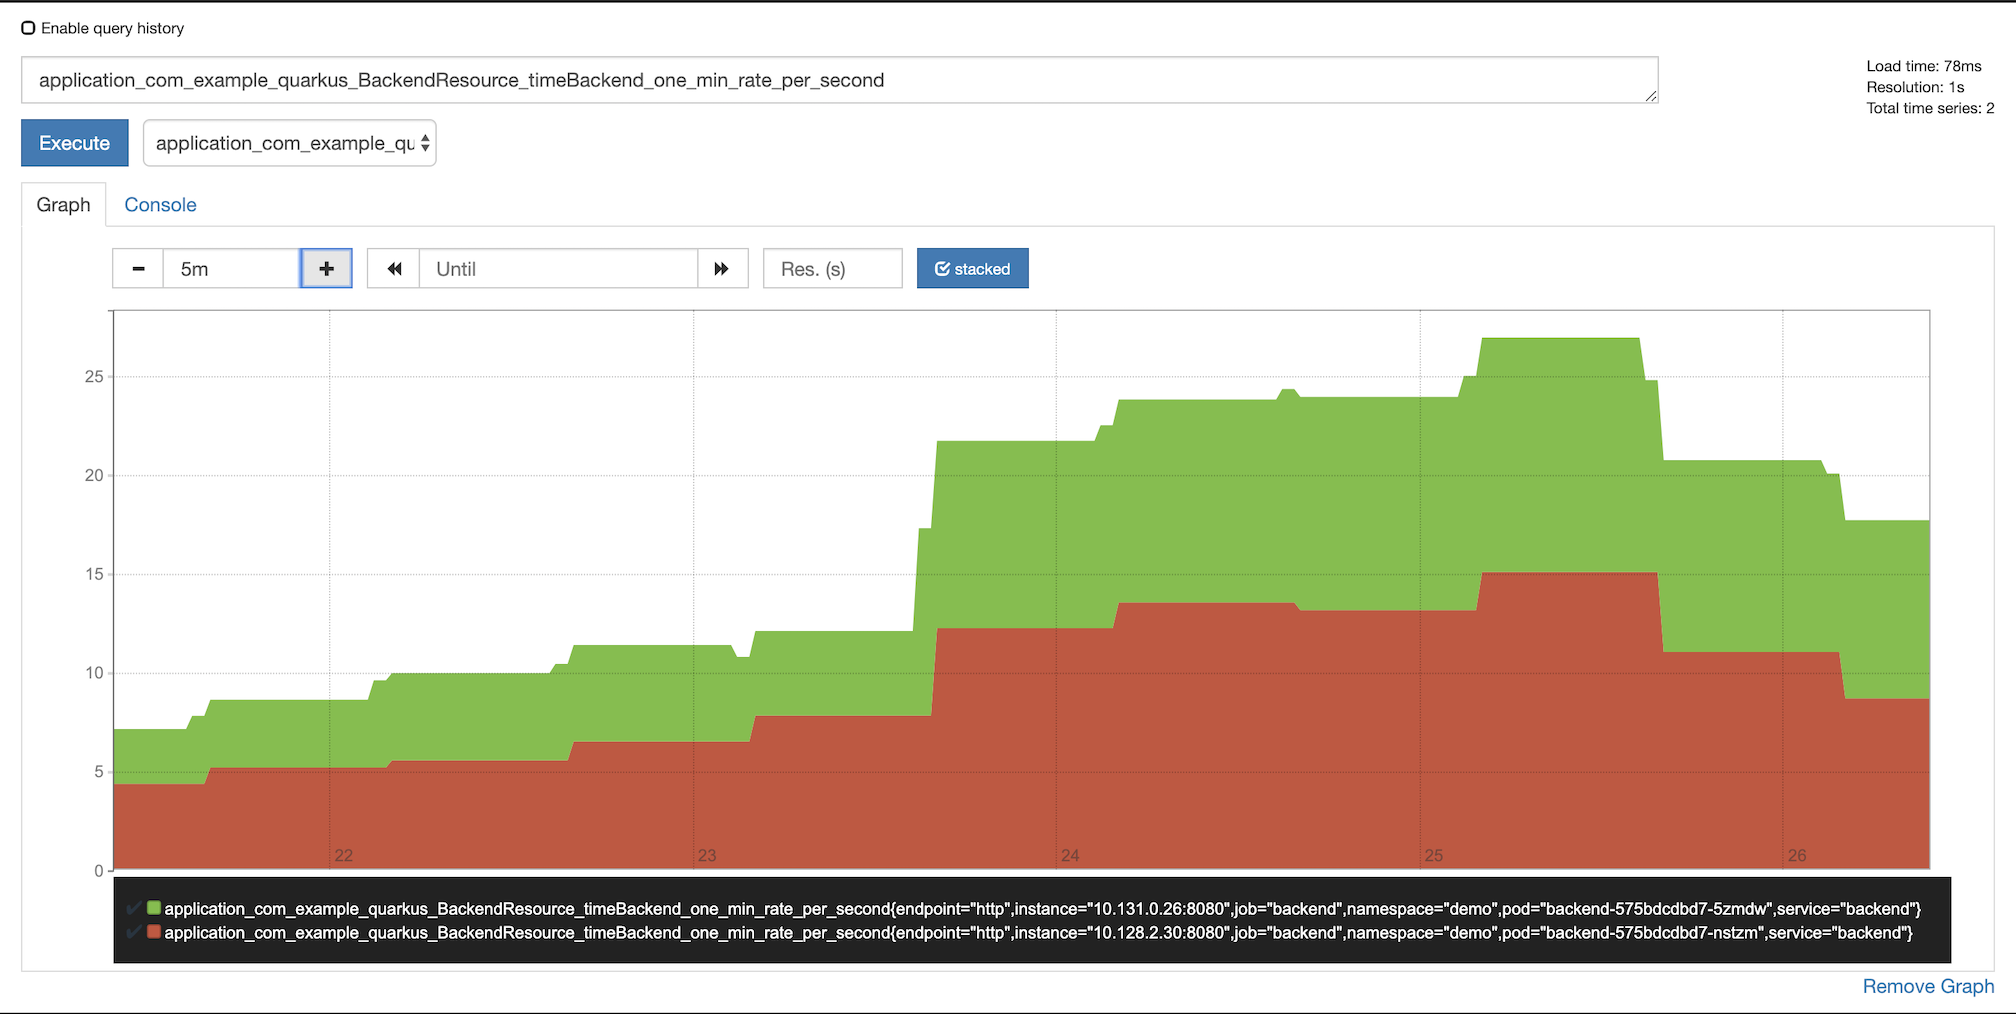 Enable query history
application_com_example_quarkus_BackendResource_timeBackend_one_min_rate_per_second
Load time: 78ms
Resolution: 1s
Total time series: 2
Execute
application_com_example_qu
Graph
Console
5m
Until
Res. (s)
stacked
25
20
15
10
5
0
22
23
24
25
26
application_com_example_quarkus_BackendResource_timeBackend_one_min_rate_per_second{endpoint="http",instance="10.131.0.26:8080",job="backend",namespace="demo",pod="backend-575bdcdbd7-5zmdw",service="backend"}
application_com_example_quarkus_BackendResource_timeBackend_one_min_rate_per_second{endpoint="http",instance="10.128.2.30:8080",job="backend",namespace="demo",pod="backend-575bdcdbd7-nstzm",service="backend"}
Remove Graph